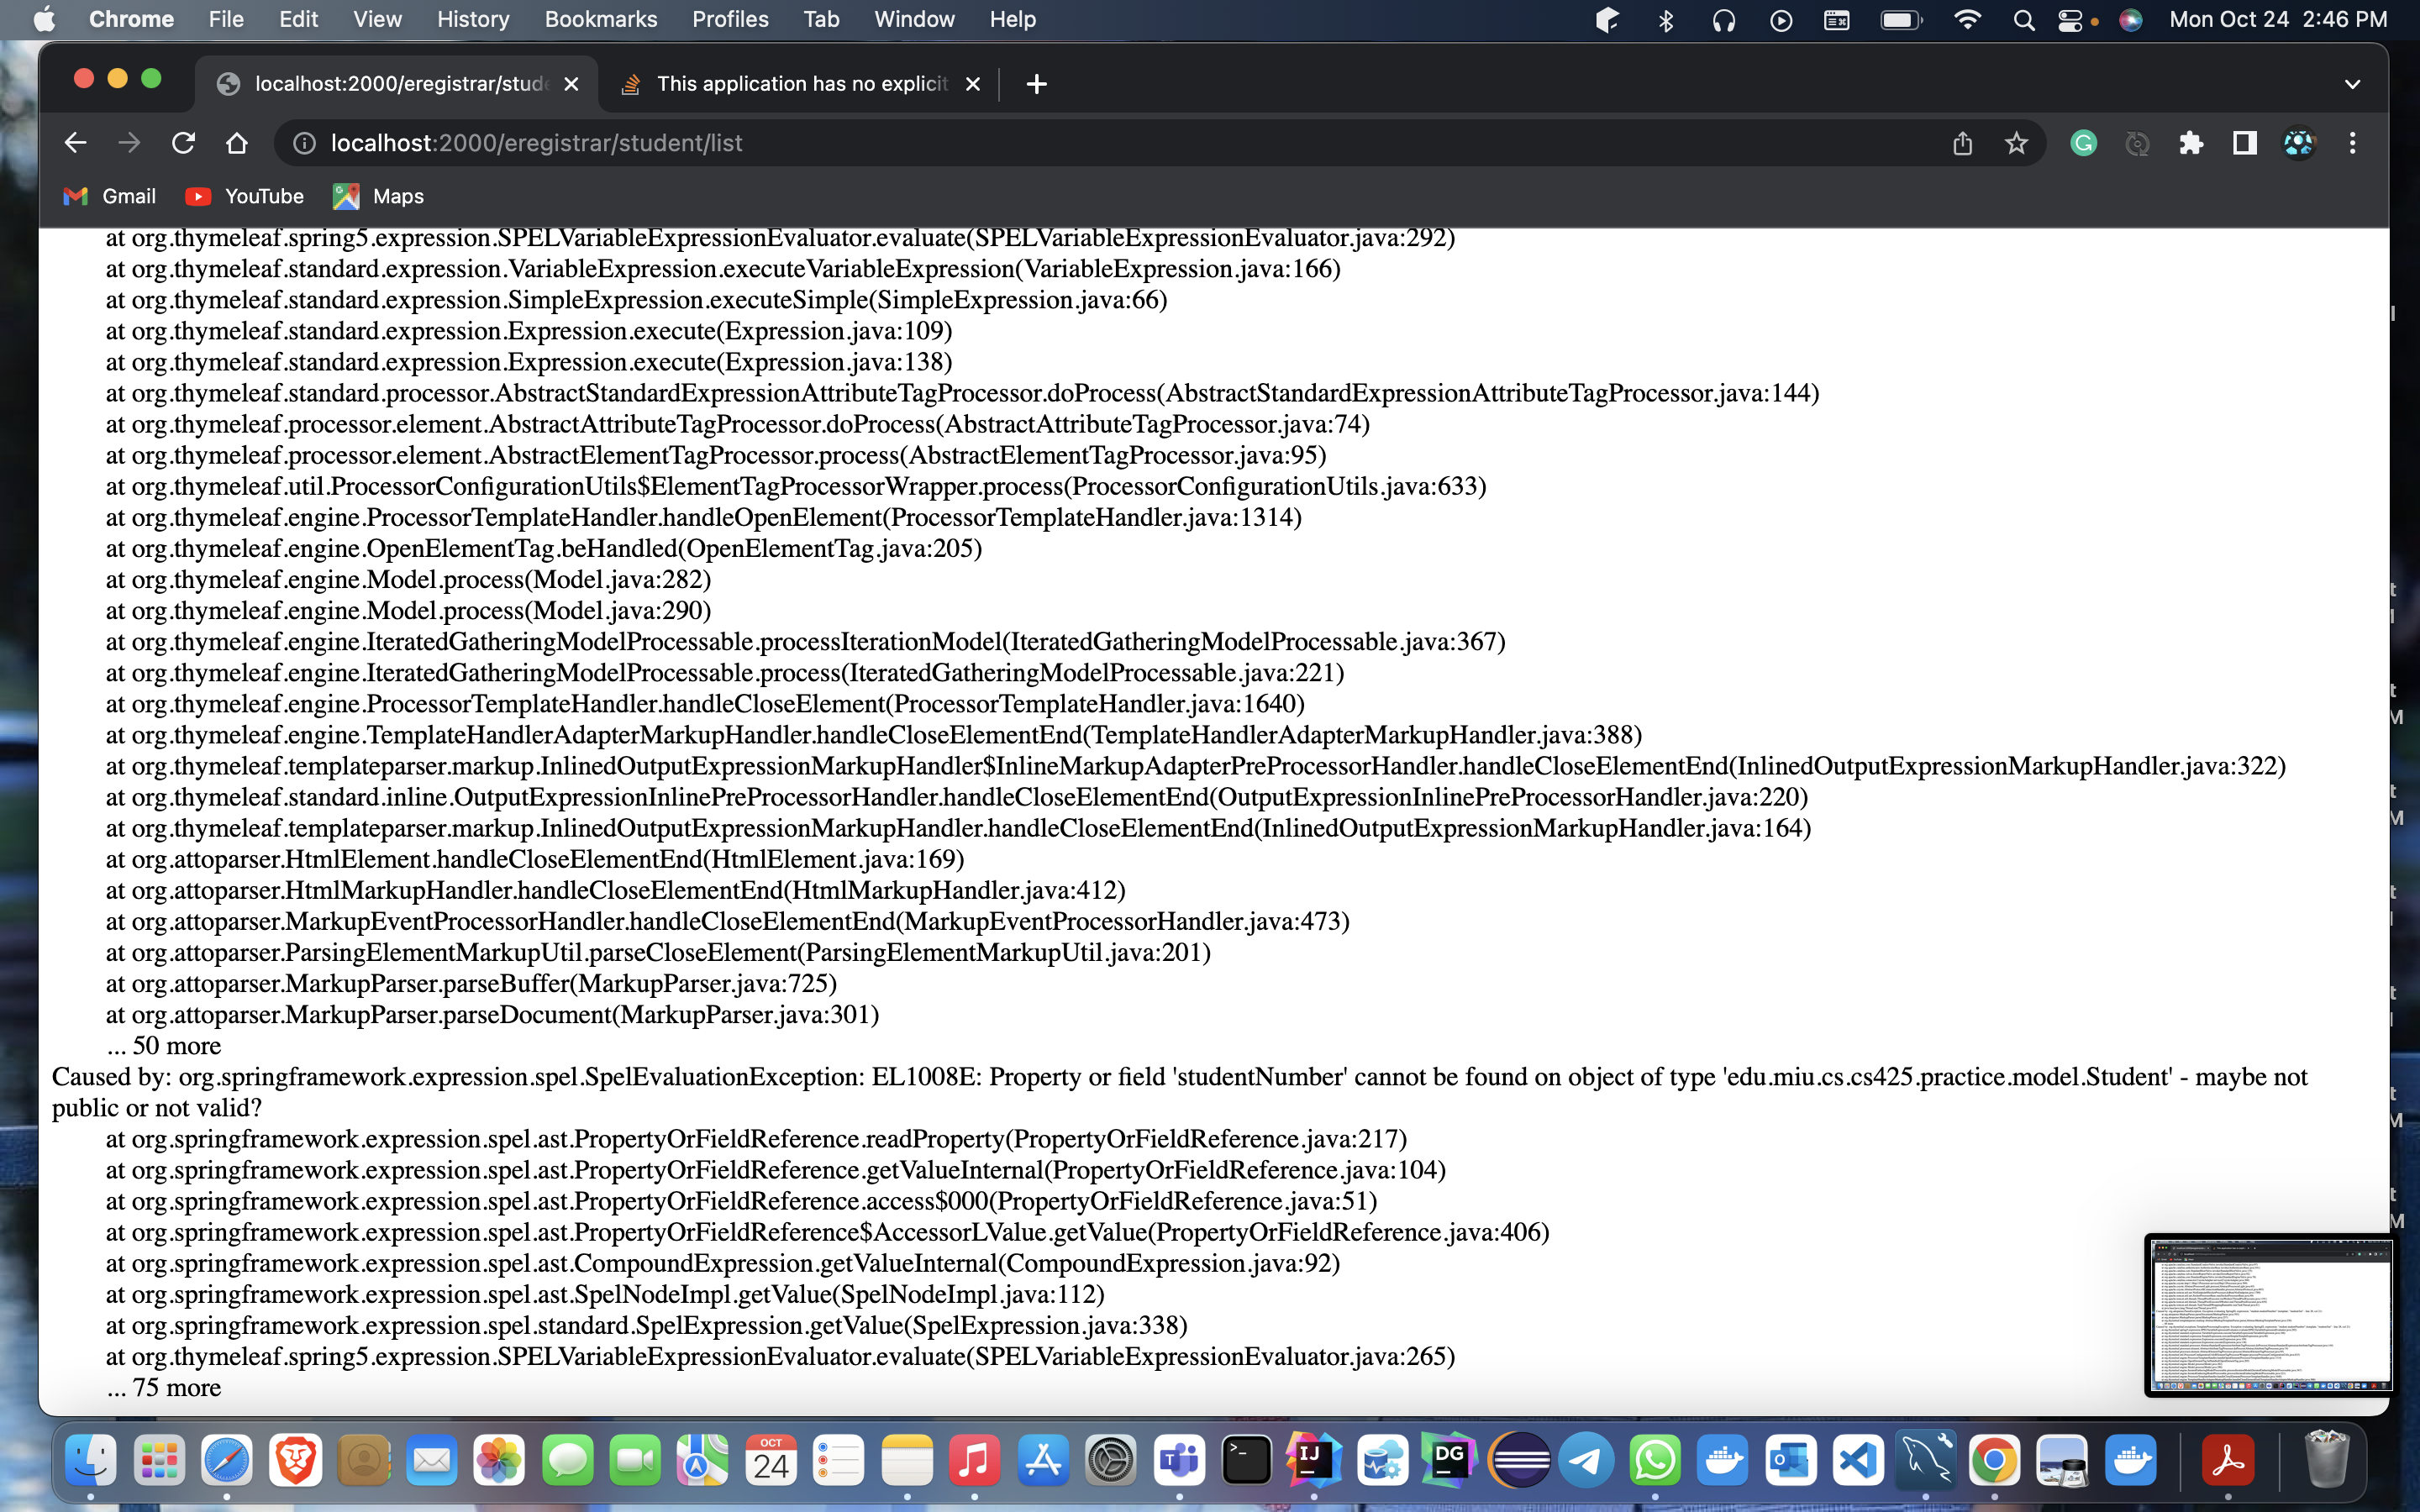 Chrome File Edit View History Bookmarks Profiles Tab Window Help Mon Oct 24 2:46 PM
localhost:2000/eregistrar/stude This application has no explicit
localhost:2000/eregistrar/student/list
Gmail YouTube Maps
at org.thymeleaf.spring5.expression.SPELVariableExpressionEvaluator.evaluate(SPELVariableExpressionEvaluator.java:292)
at org.thymeleaf.standard.expression.VariableExpression.executeVariableExpression(VariableExpression.java:166)
at org.thymeleaf.standard.expression.SimpleExpression.executeSimple(SimpleExpression.java:66)
at org.thymeleaf.standard.expression.Expression.execute(Expression.java:109)
at org.thymeleaf.standard.expression.Expression.execute(Expression.java:138)
at org.thymeleaf.standard.processor.AbstractStandardExpressionAttributeTagProcessor.doProcess(AbstractStandardExpressionAttributeTagProcessor.java:144)
at org.thymeleaf.processor.element.AbstractAttributeTagProcessor.doProcess(AbstractAttributeTagProcessor.java:74)
at org.thymeleaf.processor.element.AbstractElementTagProcessor.process(AbstractElementTagProcessor.java:95)
at org.thymeleaf.util.ProcessorConfigurationUtils$ElementTagProcessorWrapper.process(ProcessorConfigurationUtils.java:633)
at org.thymeleaf.engine.ProcessorTemplateHandler.handleOpenElement(ProcessorTemplateHandler.java:1314)
at org.thymeleaf.engine.OpenElementTag.beHandled(OpenElementTag.java:205)
at org.thymeleaf.engine.Model.process(Model.java:282)
at org.thymeleaf.engine.Model.process(Model.java:290)
at org.thymeleaf.engine.IteratedGatheringModelProcessable.processIterationModel(IteratedGatheringModelProcessable.java:367)
at org.thymeleaf.engine.IteratedGatheringModelProcessable.process(IteratedGatheringModelProcessable.java:221)
at org.thymeleaf.engine.ProcessorTemplateHandler.handleCloseElement(ProcessorTemplateHandler.java:1640)
at org.thymeleaf.engine.TemplateHandlerAdapterMarkupHandler.handleCloseElementEnd(TemplateHandlerAdapterMarkupHandler.java:388)
at org.thymeleaf.templateparser.markup.InlinedOutputExpressionMarkupHandler$InlineMarkupAdapterPreProcessorHandler.handleCloseElementEnd(InlinedOutputExpressionMarkupHandler.java:322)
at org.thymeleaf.standard.inline.OutputExpressionInlinePreProcessorHandler.handleCloseElementEnd(OutputExpressionInlinePreProcessorHandler.java:220)
at org.thymeleaf.templateparser.markup.InlinedOutputExpressionMarkupHandler.handleCloseElementEnd(InlinedOutputExpressionMarkupHandler.java:164)
at org.attoparser.HtmlElement.handleCloseElementEnd(HtmlElement.java:169)
at org.attoparser.HtmlMarkupHandler.handleCloseElementEnd(HtmlMarkupHandler.java:412)
at org.attoparser.MarkupEventProcessorHandler.handleCloseElementEnd(MarkupEventProcessorHandler.java:473)
at org.attoparser.ParsingElementMarkupUtil.parseCloseElement(ParsingElementMarkupUtil.java:201)
at org.attoparser.MarkupParser.parseBuffer(MarkupParser.java:725)
at org.attoparser.MarkupParser.parseDocument(MarkupParser.java:301)
... 50 more
Caused by: org.springframework.expression.spel.SpelEvaluationException: EL1008E: Property or field 'studentNumber' cannot be found on object of type 'edu.miu.cs.cs425.practice.model.Student' - maybe not
public or not valid?
at org.springframework.expression.spel.ast.PropertyOrFieldReference.readProperty(PropertyOrFieldReference.java:217)
at org.springframework.expression.spel.ast.PropertyOrFieldReference.getValueInternal(PropertyOrFieldReference.java:104)
at org.springframework.expression.spel.ast.PropertyOrFieldReference.access$000(PropertyOrFieldReference.java:51)
at org.springframework.expression.spel.ast.PropertyOrFieldReference$AccessorLValue.getValue(PropertyOrFieldReference.java:406)
at org.springframework.expression.spel.ast.CompoundExpression.getValueInternal(CompoundExpression.java:92)
at org.springframework.expression.spel.ast.SpelNodeImpl.getValue(SpelNodeImpl.java:112)
at org.springframework.expression.spel.standard.SpelExpression.getValue(SpelExpression.java:338)
at org.thymeleaf.spring5.expression.SPELVariableExpressionEvaluator.evaluate(SPELVariableExpressionEvaluator.java:265)
... 75 more
OCT
24
IJ
DG